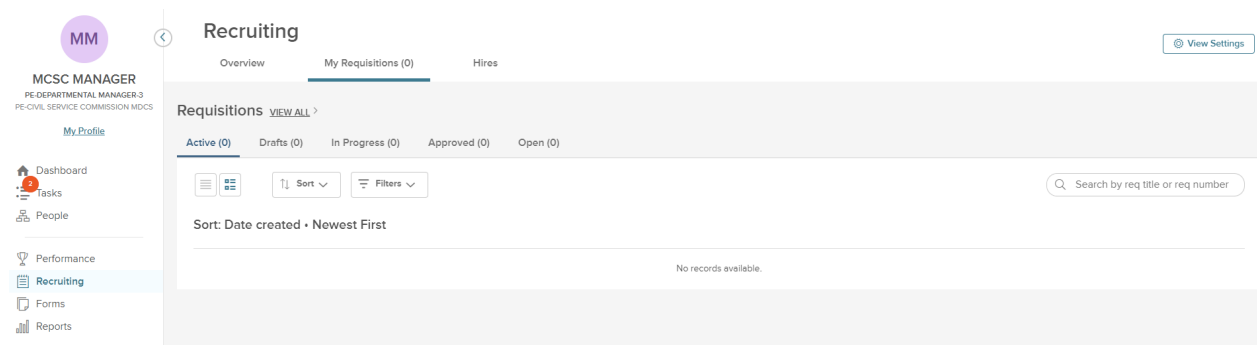 MM
MCSC MANAGER
PE-DEPARTMENTAL MANAGER-3
PE-CIVIL SERVICE COMMISSION MDCS
My Profile
Dashboard
2
Tasks
People
Performance
Recruiting
Forms
Reports
Recruiting
View Settings
Overview
My Requisitions (0)
Hires
Requisitions VIEW ALL >
Active (0)
Drafts (0)
In Progress (0)
Approved (0)
Open (0)
Sort
Filters
Search by req title or req number
Sort: Date created • Newest First
No records available.